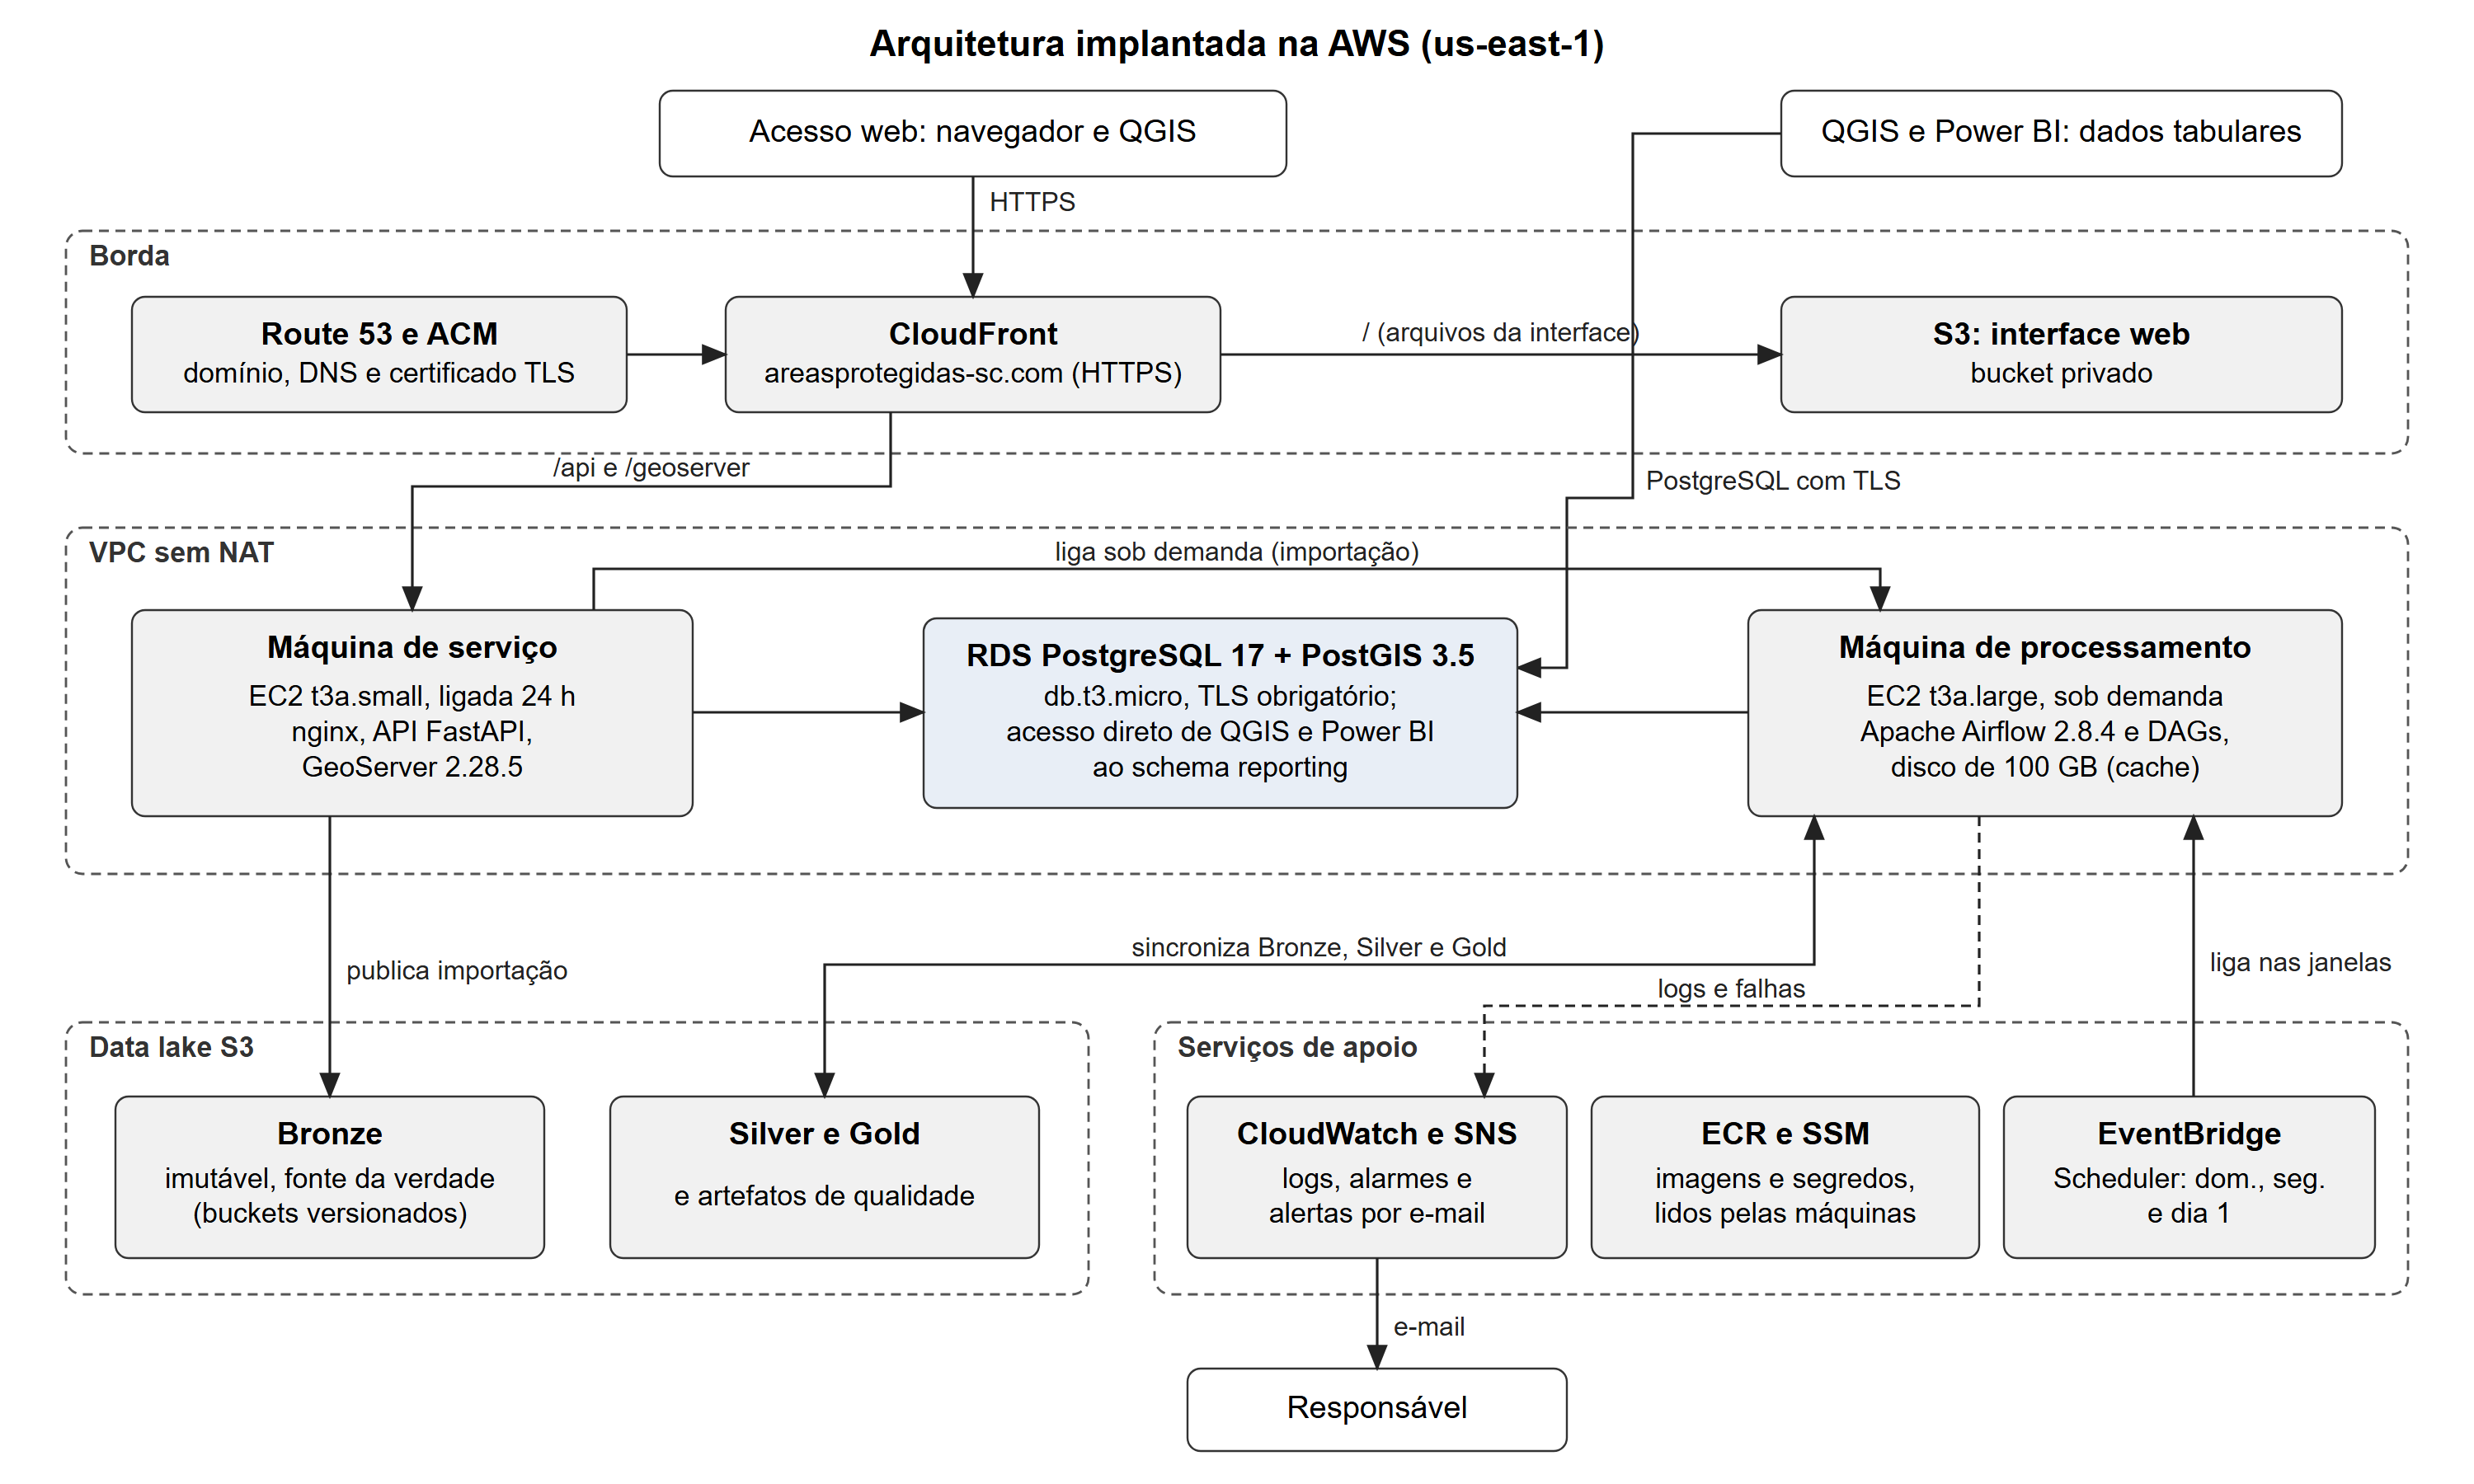 Arquitetura implantada na AWS (us-east-1)
Acesso web: navegador e QGIS
QGIS e Power BI: dados tabulares
HTTPS
Borda
Route 53 e ACM
domínio, DNS e certificado TLS
CloudFront
areasprotegidas-sc.com (HTTPS)
/ (arquivos da interface)
S3: interface web
bucket privado
/api e /geoserver
PostgreSQL com TLS
VPC sem NAT
liga sob demanda (importação)
Máquina de serviço
EC2 t3a.small, ligada 24 h
nginx, API FastAPI,
GeoServer 2.28.5
RDS PostgreSQL 17 + PostGIS 3.5
db.t3.micro, TLS obrigatório;
acesso direto de QGIS e Power BI
ao schema reporting
Máquina de processamento
EC2 t3a.large, sob demanda
Apache Airflow 2.8.4 e DAGs,
disco de 100 GB (cache)
publica importação
sincroniza Bronze, Silver e Gold
logs e falhas
liga nas janelas
Data lake S3
Bronze
imutável, fonte da verdade
(buckets versionados)
Silver e Gold
e artefatos de qualidade
Serviços de apoio
CloudWatch e SNS
logs, alarmes e
alertas por e-mail
ECR e SSM
imagens e segredos,
lidos pelas máquinas
EventBridge
Scheduler: dom., seg.
e dia 1
e-mail
Responsável